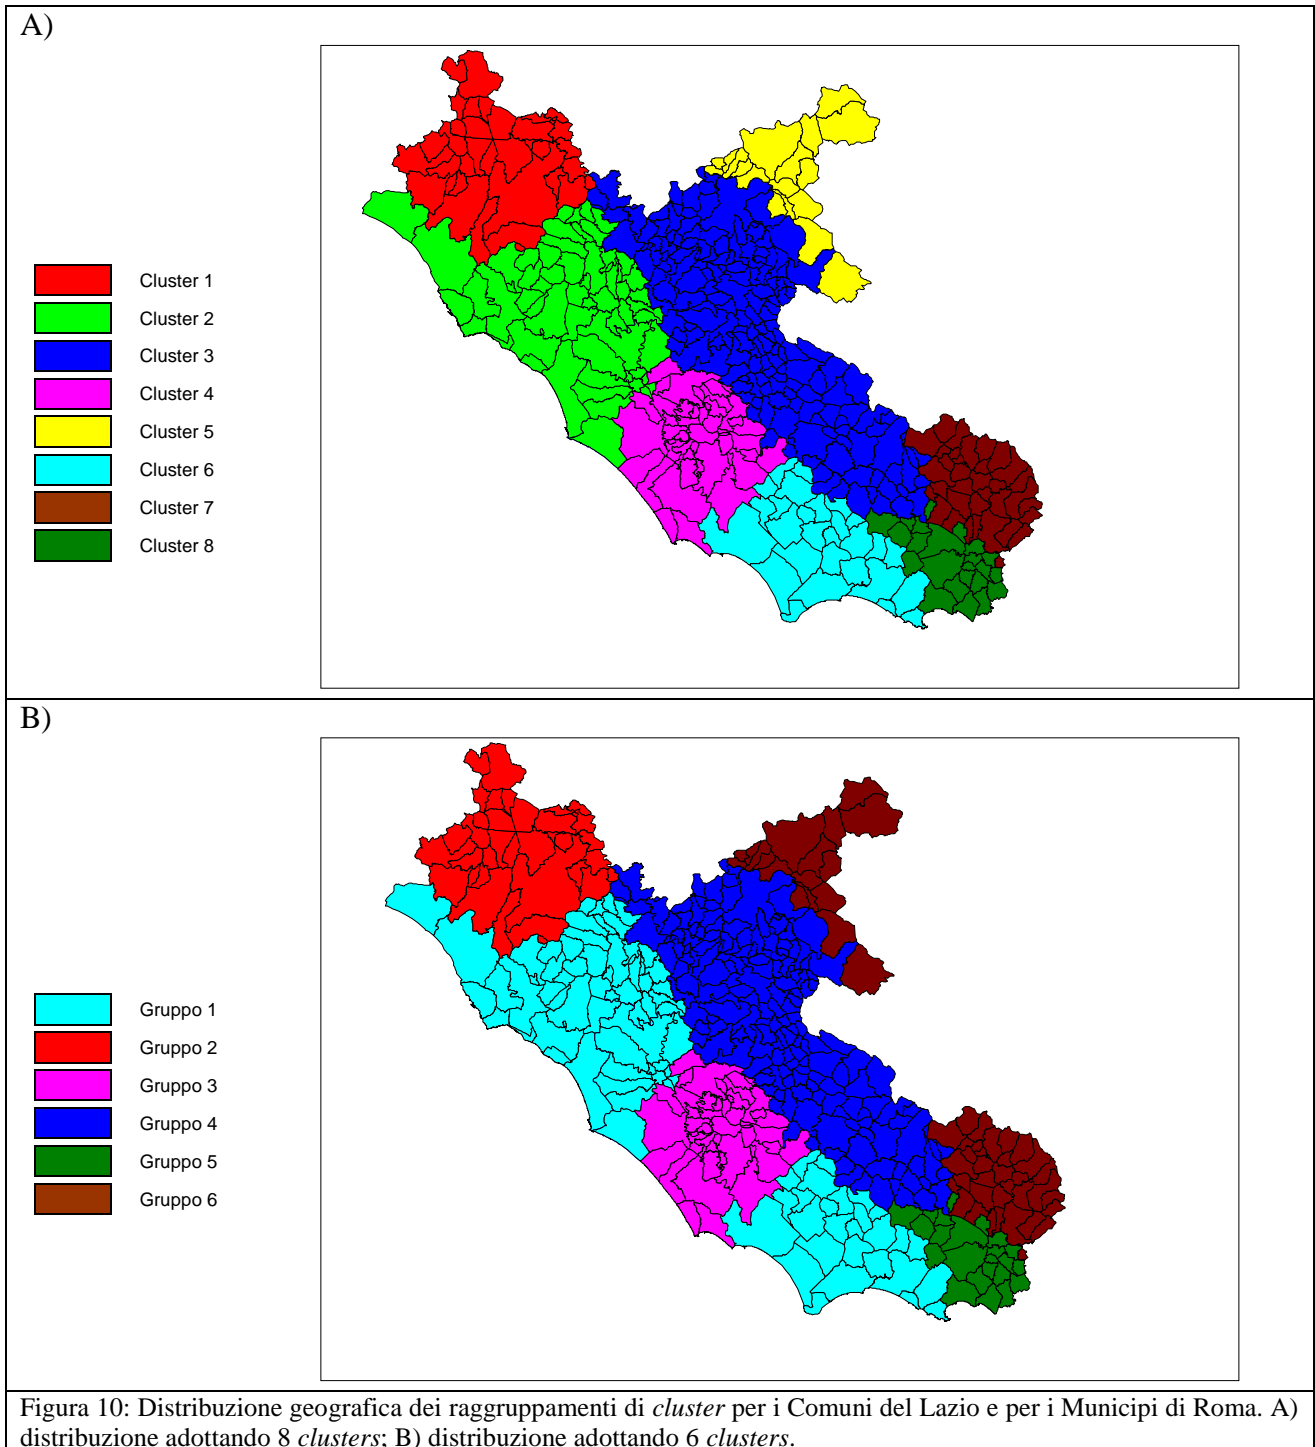 A)
Cluster 1
Cluster 2
Cluster 3
Cluster 4
Cluster 5
Cluster 6
Cluster 7
Cluster 8
B)
Gruppo 1
Gruppo 2
Gruppo 3
Gruppo 4
Gruppo 5
Gruppo 6
Figura 10: Distribuzione geografica dei raggruppamenti di cluster per i Comuni del Lazio e per i Municipi di Roma. A)
distribuzione adottando 8 clusters; B) distribuzione adottando 6 clusters.